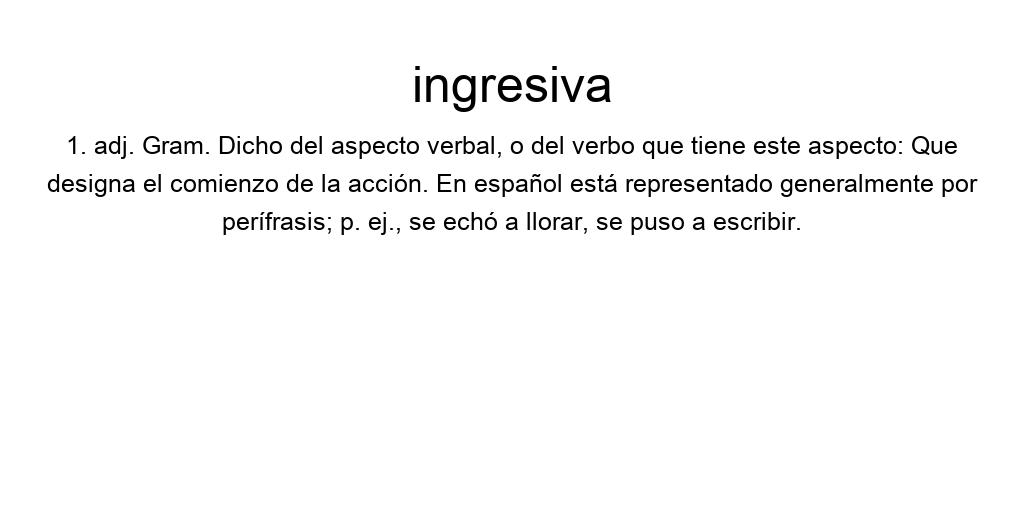 ingresiva
1. adj. Gram. Dicho del aspecto verbal, o del verbo que tiene este aspecto: Que
designa el comienzo de la acción. En español está representado generalmente por
perífrasis; p. ej., se echó a llorar, se puso a escribir.